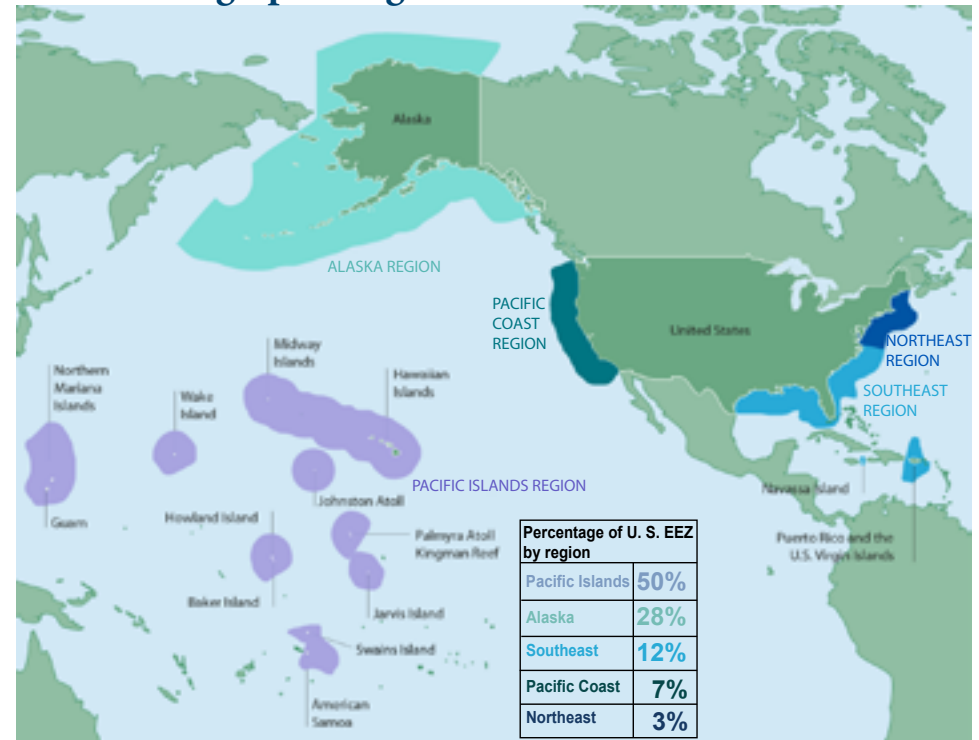 Alaska
ALASKA REGION
PACIFIC
COAST
REGION
United States
NORTHEAST
REGION
SOUTHEAST
REGION
Midway
Islands
Northern
Mariana
Islands
Wake
Island
Hawaiian
Islands
PACIFIC ISLANDS REGION
Johnston Atoll
Navassa Island
Guam
Howland Island
Palmyra Atoll
Kingman Reef
Puerto Rico and the
U.S. Virgin Islands
Baker Island
Jarvis Island
Swains Island
American
Samoa
Percentage of U. S. EEZ
by region
Pacific Islands 50%
Alaska 28%
Southeast 12%
Pacific Coast 7%
Northeast 3%